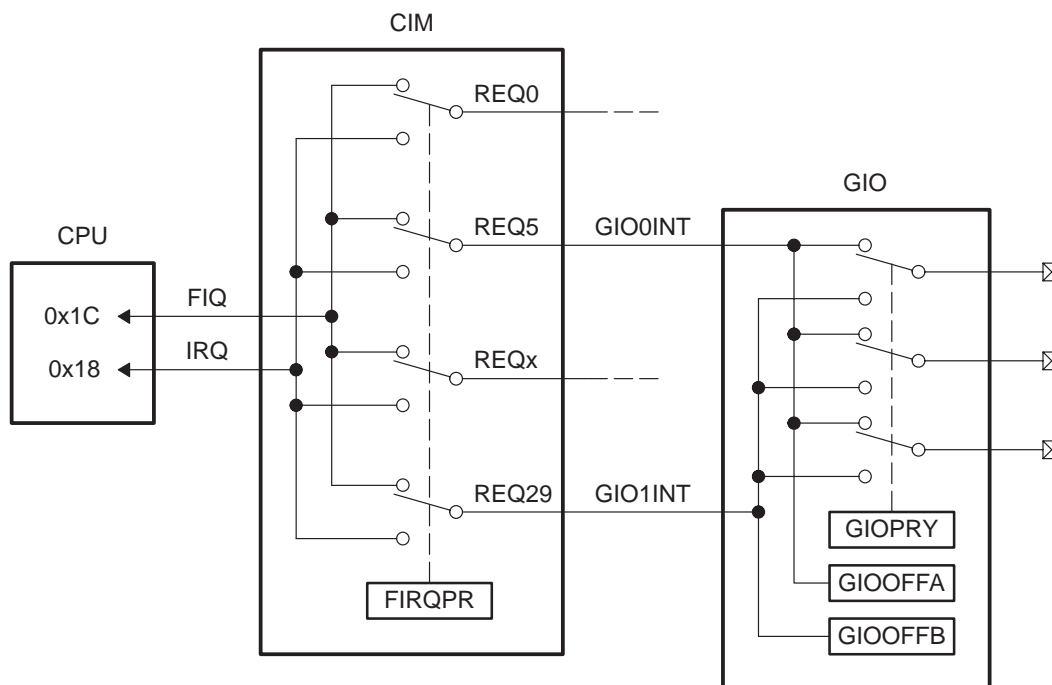 CIM
REQ0
GIO
REQ5 GIO0INT
CPU
FIQ
0x1C
IRQ
0x18
REQx
REQ29 GIO1INT
GIOPRY
GIOOFFA
FIRQPR
GIOOFFB